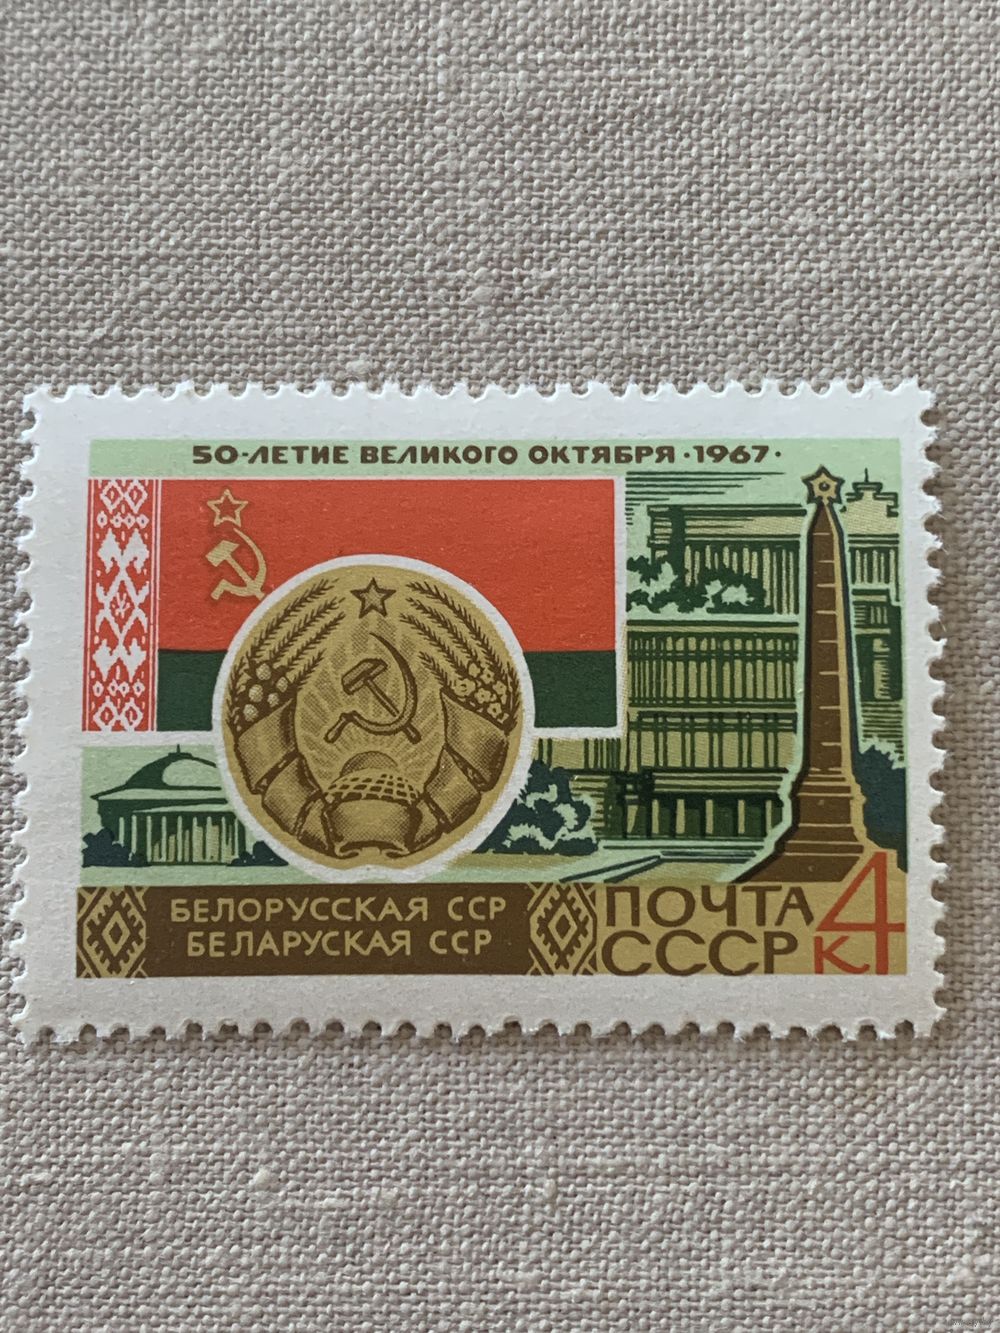 50-ЛЕТИЕ ВЕЛИКОГО ОКТЯБРЯ · 1967 ·
БЕЛОРУССКАЯ ССР
БЕЛАРУСКАЯ ССР
ПОЧТА
СССР
4
К